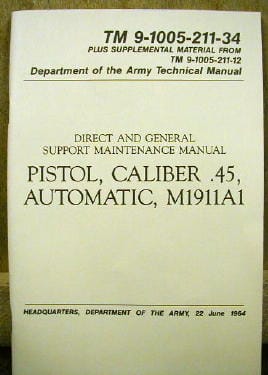 TM 9-1005-211-34
PLUS SUPPLEMENTAL MATERIAL FROM
TM 9-1005-211-12
Department of the Army Technical Manual
DIRECT AND GENERAL
SUPPORT MAINTENANCE MANUAL
PISTOL, CALIBER .45,
AUTOMATIC, M1911A1
HEADQUARTERS, DEPARTMENT OF THE ARMY, 22 June 1964